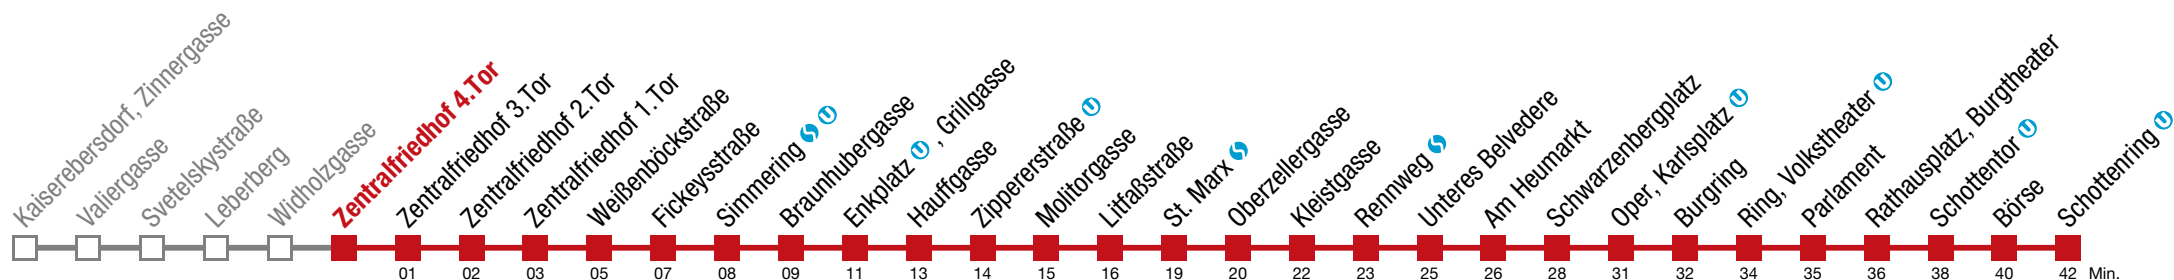 Kaiserebersdorf, Zinnergasse
Valiergasse
Svetelskystraße
Leberberg
Widholzgasse
Zentralfriedhof 4.Tor
Zentralfriedhof 3.Tor
Zentralfriedhof 2.Tor
Zentralfriedhof 1.Tor
Weißenböckstraße
Fickeysstraße
Simmering S U
Braunhubergasse
Enkplatz U , Grillgasse
Hauffgasse
Zippererstraße U
Molitorgasse
Litfaßstraße
St. Marx S
Oberzellergasse
Kleistgasse
Rennweg S
Unteres Belvedere
Am Heumarkt
Schwarzenbergplatz
Oper, Karlsplatz U
Burgring
Ring, Volkstheater U
Parlament
Rathausplatz, Burgtheater
Schottentor U
Börse
Schottenring U
01 02 03 05 07 08 09 11 13 14 15 16 19 20 22 23 25 26 28 31 32 34 35 36 38 40 42 Min.